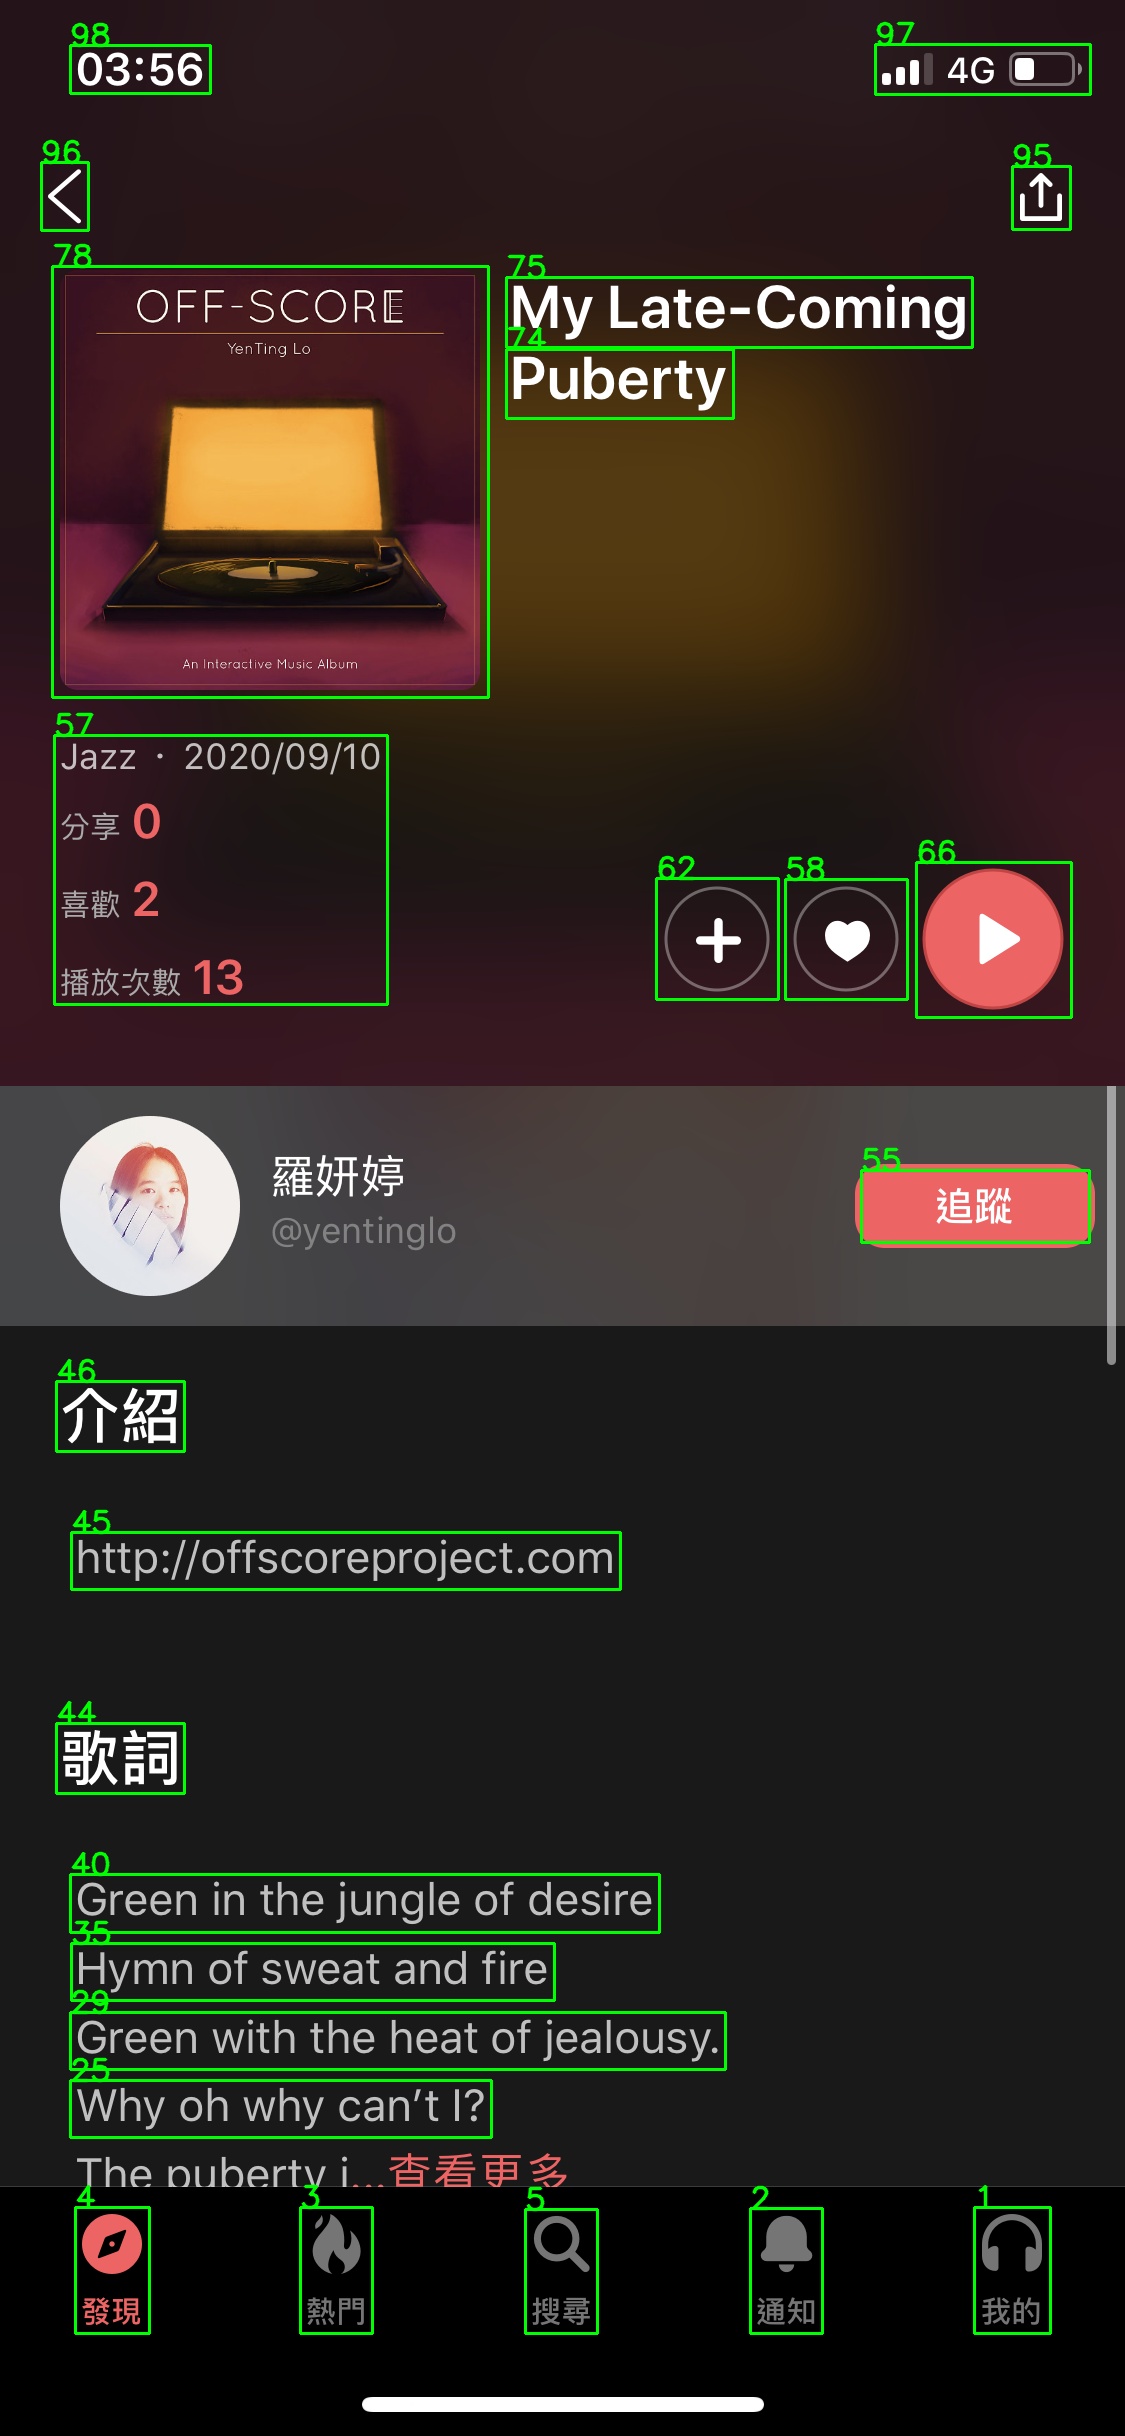 03:56
4G
OFF-SCORE
YenTing Lo
An Interactive Music Album
My Late-Coming
Puberty
Jazz · 2020/09/10
分享 0
喜歡 2
播放次數 13
羅妍婷
@yentinglo
追蹤
介紹
http://offscoreproject.com
歌詞
Green in the jungle of desire
Hymn of sweat and fire
Green with the heat of jealousy.
Why oh why can't I?
The puberty i...查看更多
發現
熱門
搜尋
通知
我的
98
97
96
95
78
75
74
57
62
58
66
55
46
45
44
40
35
29
25
4
3
5
2
1